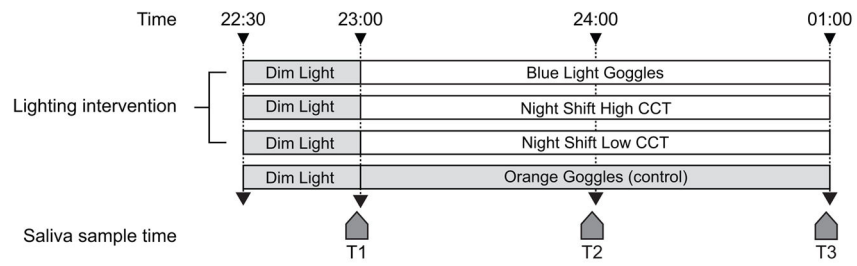 Time 22:30 23:00 24:00 01:00
Dim Light Blue Light Goggles
Lighting intervention
Dim Light Night Shift High CCT
Dim Light Night Shift Low CCT
Dim Light Orange Goggles (control)
Saliva sample time
T1 T2 T3